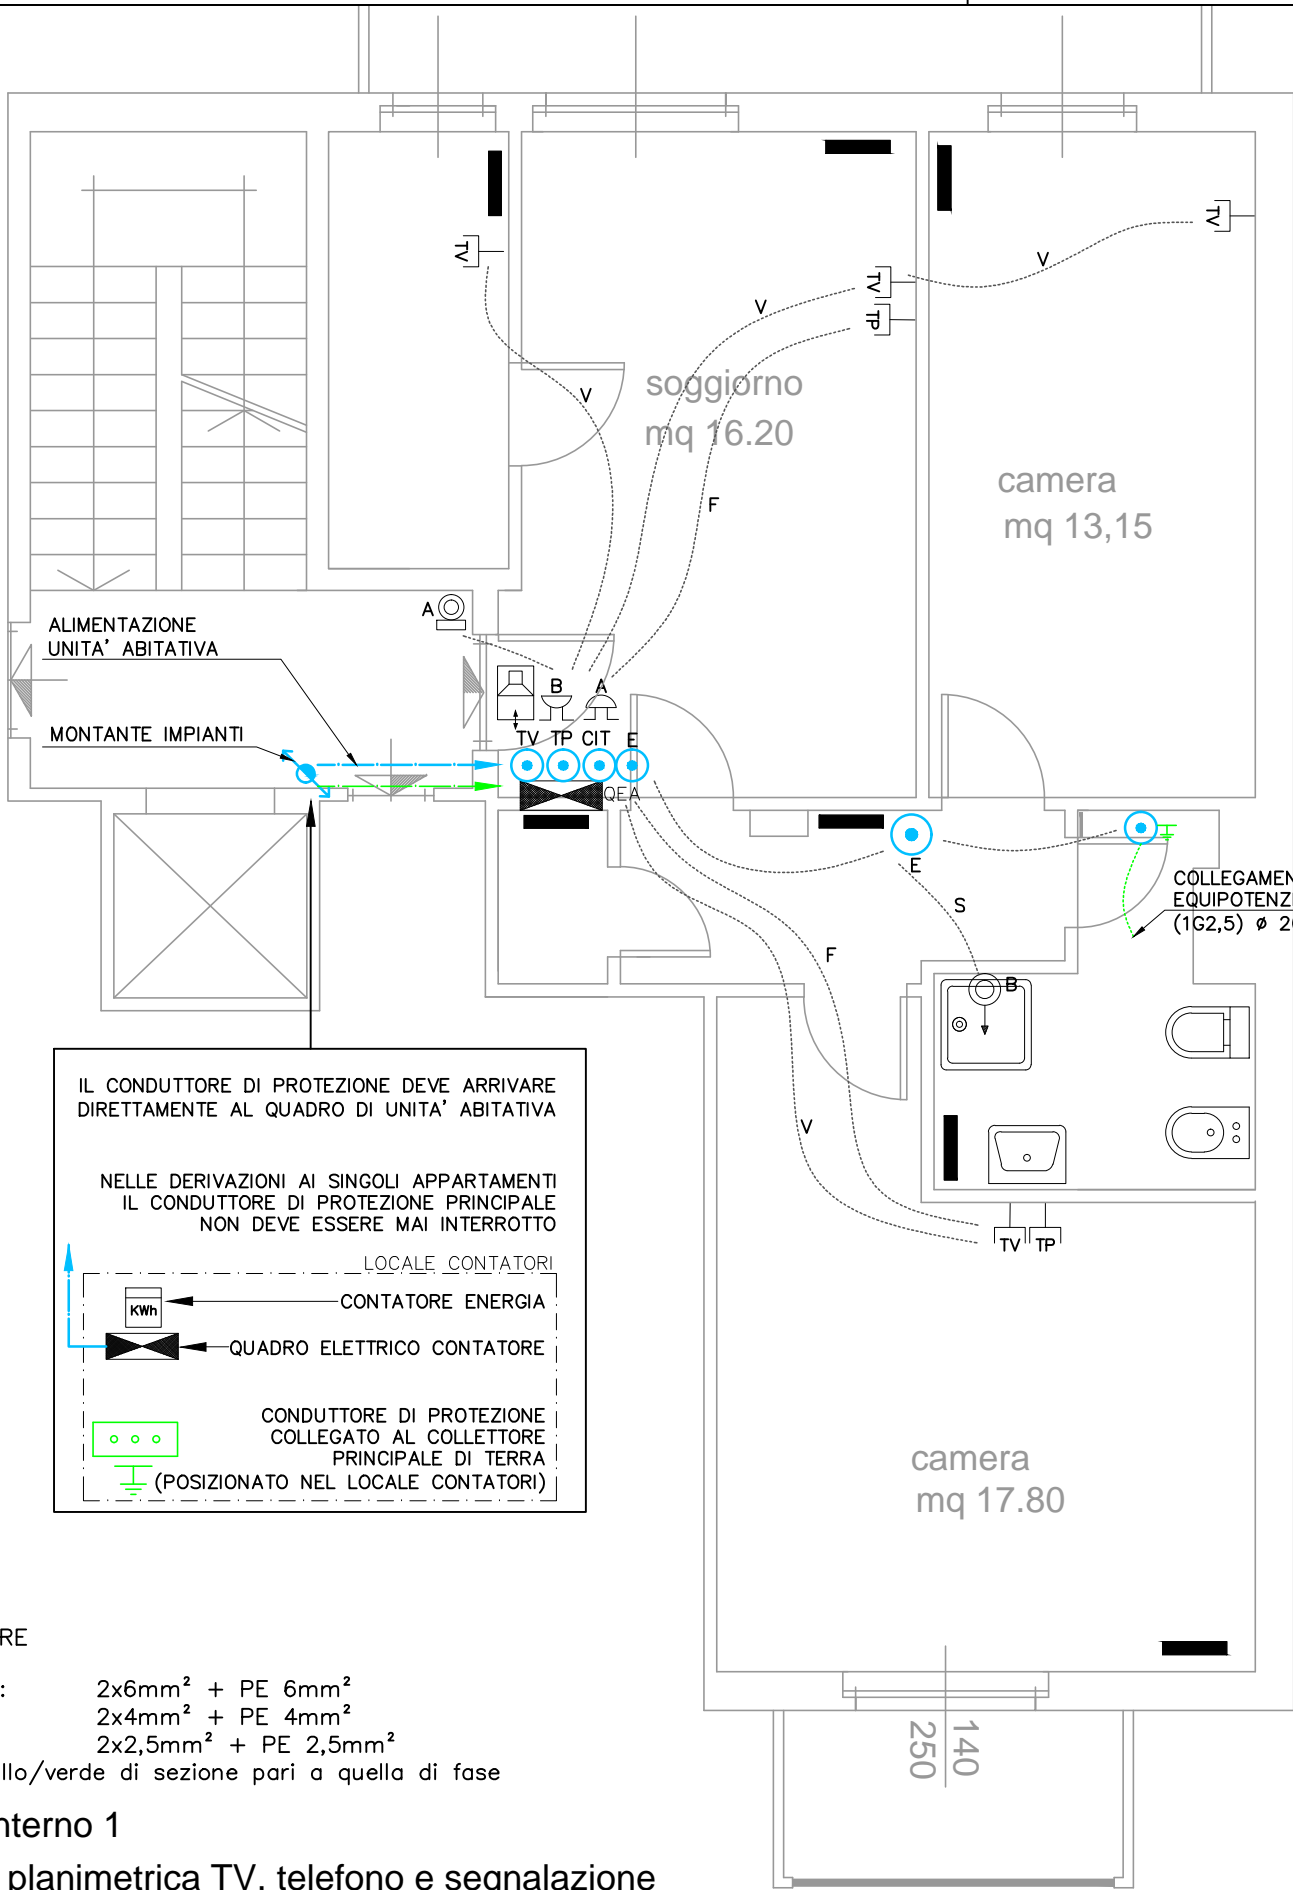 TV
TV
V
TV
V
TP
V
soggiorno
mq 16.20
F
camera
mq 13,15
A
ALIMENTAZIONE
UNITA' ABITATIVA
B
A
MONTANTE IMPIANTI
TV TP CIT E
QEA
E
COLLEGAMEN
EQUIPOTENZI
(1G2,5) ø 2
S
F
B
IL CONDUTTORE DI PROTEZIONE DEVE ARRIVARE
DIRETTAMENTE AL QUADRO DI UNITA' ABITATIVA
V
NELLE DERIVAZIONI AI SINGOLI APPARTAMENTI
IL CONDUTTORE DI PROTEZIONE PRINCIPALE
NON DEVE ESSERE MAI INTERROTTO
TV TP
LOCALE CONTATORI
KWh
CONTATORE ENERGIA
QUADRO ELETTRICO CONTATORE
CONDUTTORE DI PROTEZIONE
COLLEGATO AL COLLETTORE
PRINCIPALE DI TERRA
(POSIZIONATO NEL LOCALE CONTATORI)
camera
mq 17.80
RE
: 2x6mm² + PE 6mm²
2x4mm² + PE 4mm²
2x2,5mm² + PE 2,5mm²
llo/verde di sezione pari a quella di fase
140
250
nterno 1
planimetrica TV, telefono e segnalazione